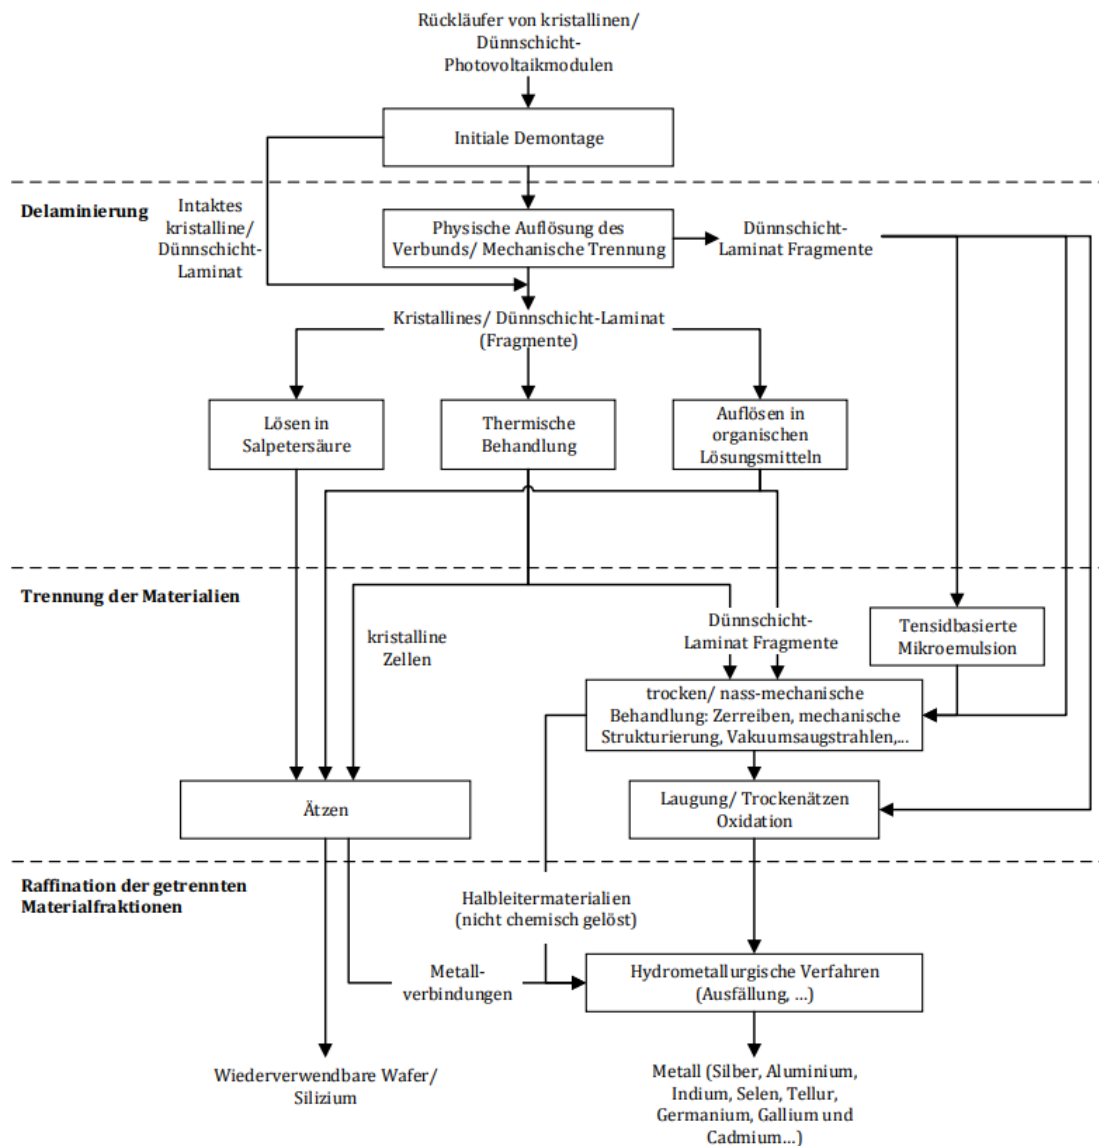 Rückläufer von kristallinen/
Dünnschicht-
Photovoltaikmodulen
Initiale Demontage
Delaminierung
Intaktes
kristalline/
Dünnschicht-
Laminat
Physische Auflösung des
Verbunds/ Mechanische Trennung
Dünnschicht-
Laminat Fragmente
Kristallines/ Dünnschicht-Laminat
(Fragmente)
Lösen in
Salpetersäure
Thermische
Behandlung
Auflösen in
organischen
Lösungsmitteln
Trennung der Materialien
kristalline
Zellen
Dünnschicht-
Laminat Fragmente
Tensidbasierte
Mikroemulsion
trocken/ nass-mechanische
Behandlung: Zerreiben, mechanische
Strukturierung, Vakuumsaugstrahlen,...
Ätzen
Laugung/ Trockenätzen
Oxidation
Raffination der getrennten
Materialfraktionen
Halbleitermaterialien
(nicht chemisch gelöst)
Metall-
verbindungen
Hydrometallurgische Verfahren
(Ausfällung, ...)
Wiederverwendbare Wafer/
Silizium
Metall (Silber, Aluminium,
Indium, Selen, Tellur,
Germanium, Gallium und
Cadmium...)